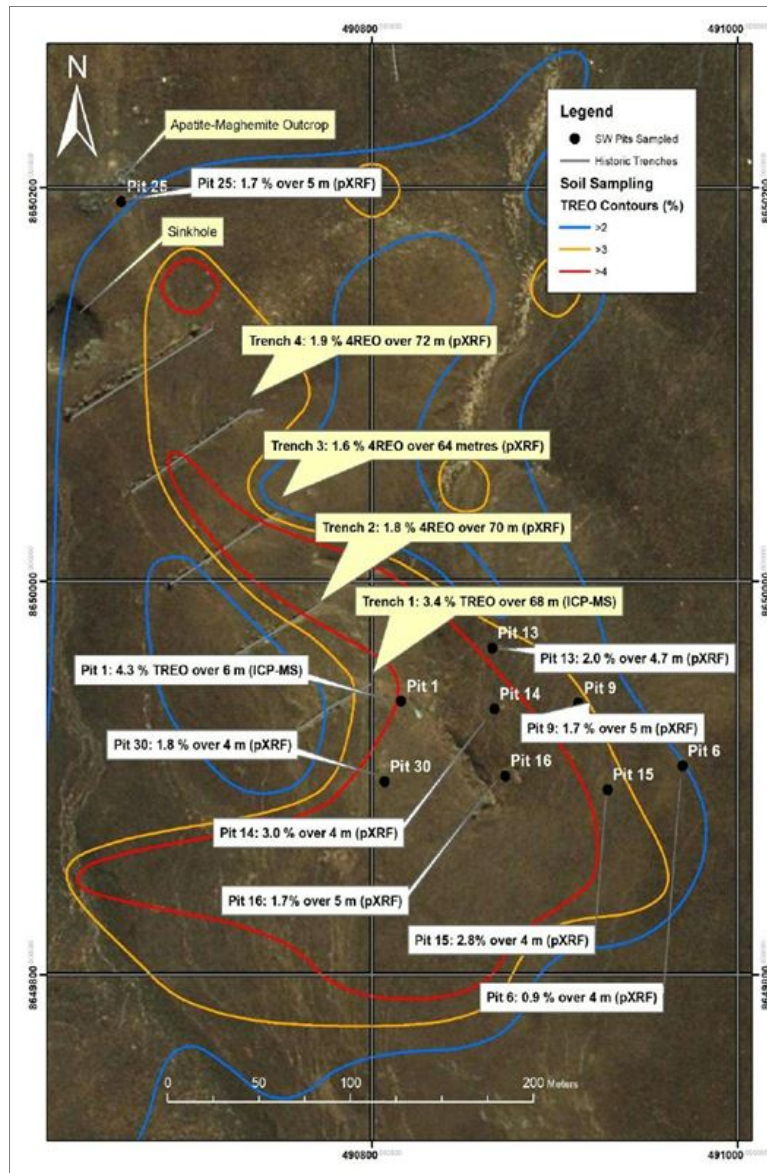 490800
491000
N
Apatite-Maghemite Outcrop
Pit 25
Pit 25: 1.7 % over 5 m (pXRF)
8650200
8650200
Sinkhole
Legend
SW Pits Sampled
Historic Trenches
Soil Sampling
TREO Contours (%)
>2
>3
>4
Trench 4: 1.9 % 4REO over 72 m (pXRF)
Trench 3: 1.6 % 4REO over 64 metres (pXRF)
Trench 2: 1.8 % 4REO over 70 m (pXRF)
8650000
8650000
Trench 1: 3.4 % TREO over 68 m (ICP-MS)
Pit 13
Pit 13: 2.0 % over 4.7 m (pXRF)
Pit 1: 4.3 % TREO over 6 m (ICP-MS)
Pit 1
Pit 14
Pit 9
Pit 9: 1.7 % over 5 m (pXRF)
Pit 30: 1.8 % over 4 m (pXRF)
Pit 30
Pit 16
Pit 15
Pit 6
Pit 14: 3.0 % over 4 m (pXRF)
Pit 16: 1.7% over 5 m (pXRF)
Pit 15: 2.8% over 4 m (pXRF)
Pit 6: 0.9 % over 4 m (pXRF)
8649800
8649800
0 50 100 200 Meters
490800
491000